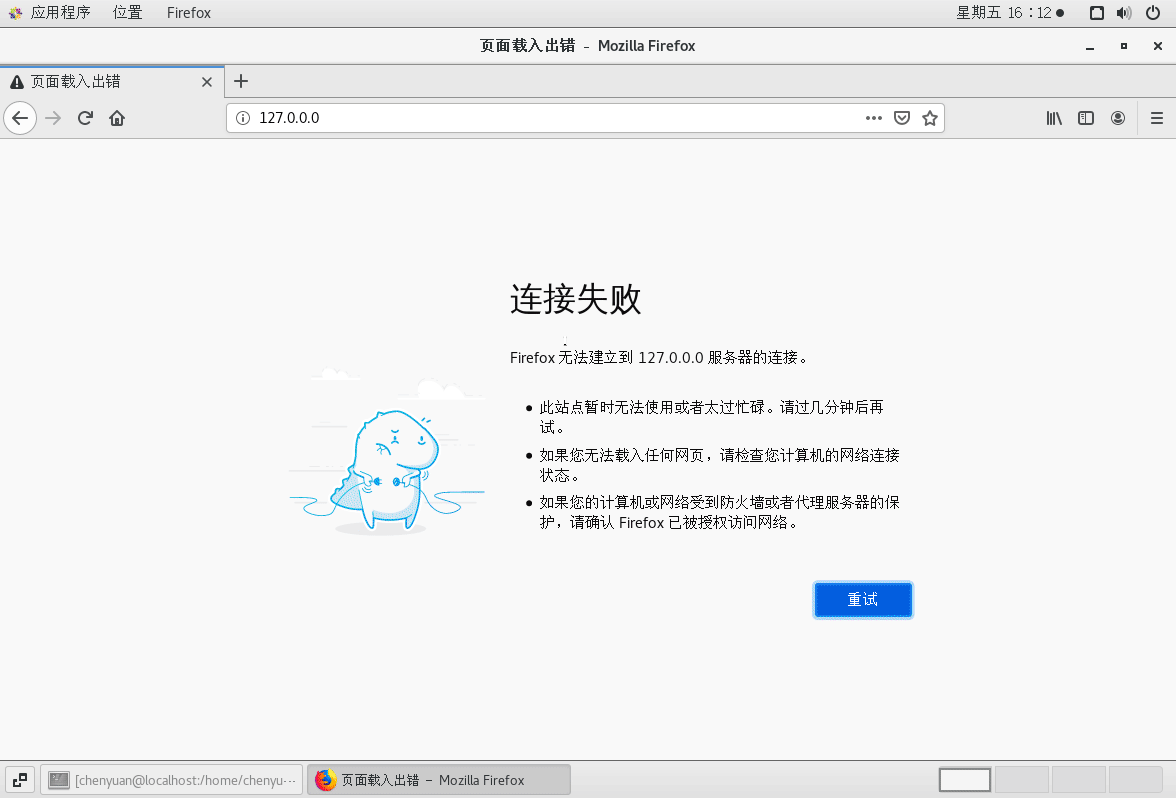 应用程序 位置 Firefox 星期五 16：12
页面载入出错 - Mozilla Firefox
页面载入出错
127.0.0.0
连接失败
Firefox 无法建立到 127.0.0.0 服务器的连接。
此站点暂时无法使用或者太过忙碌。请过几分钟后再
试。
如果您无法载入任何网页，请检查您计算机的网络连接
状态。
如果您的计算机或网络受到防火墙或者代理服务器的保
护，请确认 Firefox 已被授权访问网络。
重试
[chenyuan@localhost:/home/chenyu···
页面载入出错 - Mozilla Firefox